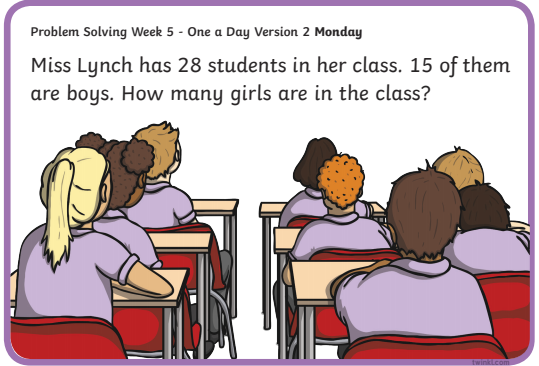 Problem Solving Week 5 - One a Day Version 2 Monday
Miss Lynch has 28 students in her class. 15 of them
are boys. How many girls are in the class?
twinkl.com